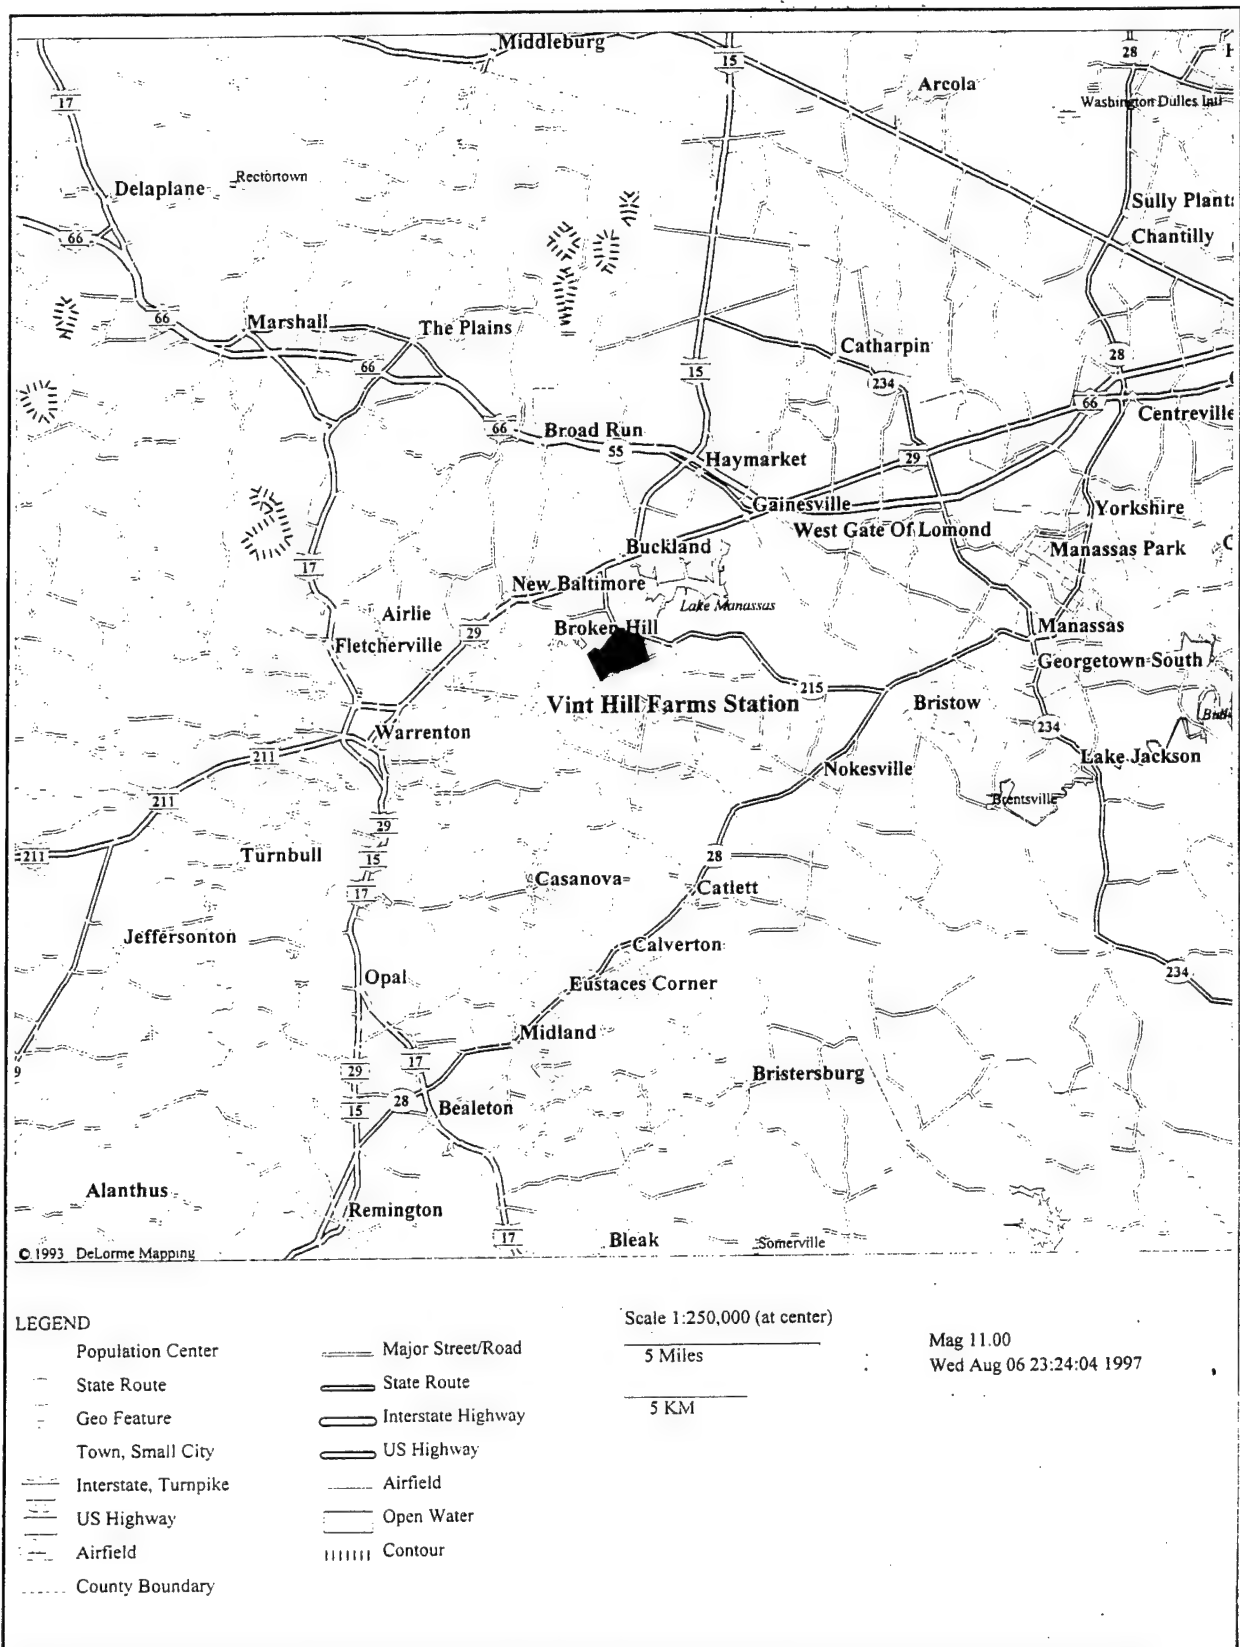 Middleburg
28
15
Arcola
17
Washington Dulles Intl
Rectortown
Delaplane
Sully Plant
Chantilly
66
66
Marshall
The Plains
Catharpin
28
66
15
234
66
Centreville
66
Broad Run
55
Haymarket
29
Gainesville
Yorkshire
West Gate Of Lomond
Buckland
Manassas Park
17
New Baltimore
Lake Manassas
Airlie
29
Broken Hill
Manassas
Fletcherville
Georgetown South
215
Vint Hill Farms Station
Bristow
234
Warrenton
211
Lake Jackson
Nokesville
211
Brentsville
29
211
Turnbull
15
28
17
Casanova
Catlett
Jeffersonton
Calverton
234
Opal
Eustaces Corner
Midland
17
9
29
Bristersburg
28
15
Bealeton
Alanthus
Remington
17
Bleak
Somerville
© 1993 DeLorme Mapping
LEGEND
Population Center
State Route
Geo Feature
Town, Small City
Interstate, Turnpike
US Highway
Airfield
County Boundary
Major Street/Road
State Route
Interstate Highway
US Highway
Airfield
Open Water
Contour
Scale 1:250,000 (at center)
5 Miles
5 KM
Mag 11.00
Wed Aug 06 23:24:04 1997